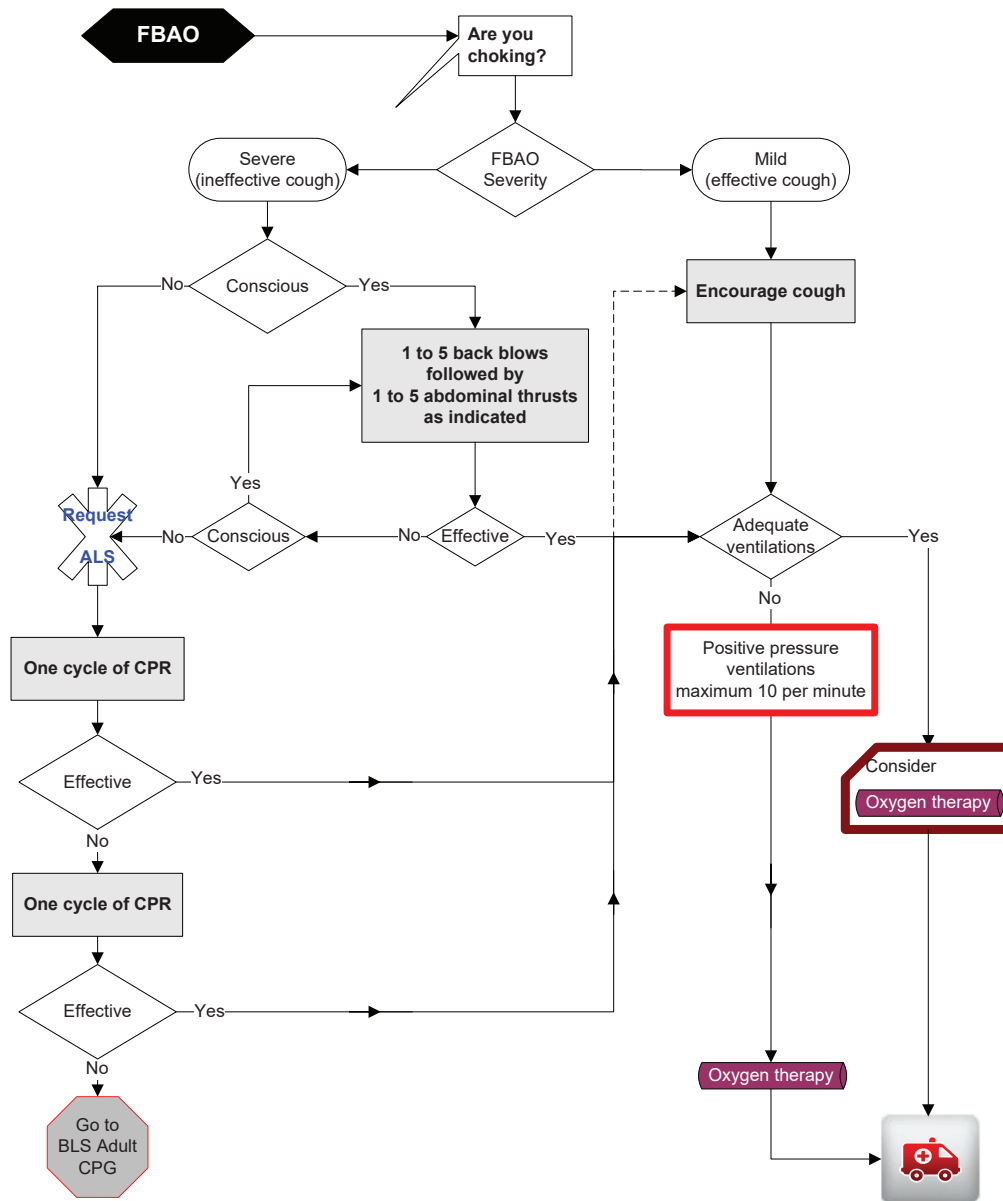 FBAO
Are you
choking?
Severe
(ineffective cough)
FBAO
Severity
Mild
(effective cough)
No
Conscious
Yes
Encourage cough
1 to 5 back blows
followed by
1 to 5 abdominal thrusts
as indicated
Yes
Request
ALS
No
Conscious
No
Effective
Yes
Adequate
ventilations
Yes
No
One cycle of CPR
Positive pressure
ventilations
maximum 10 per minute
Effective
Yes
Consider
Oxygen therapy
No
One cycle of CPR
Effective
Yes
No
Oxygen therapy
Go to
BLS Adult
CPG